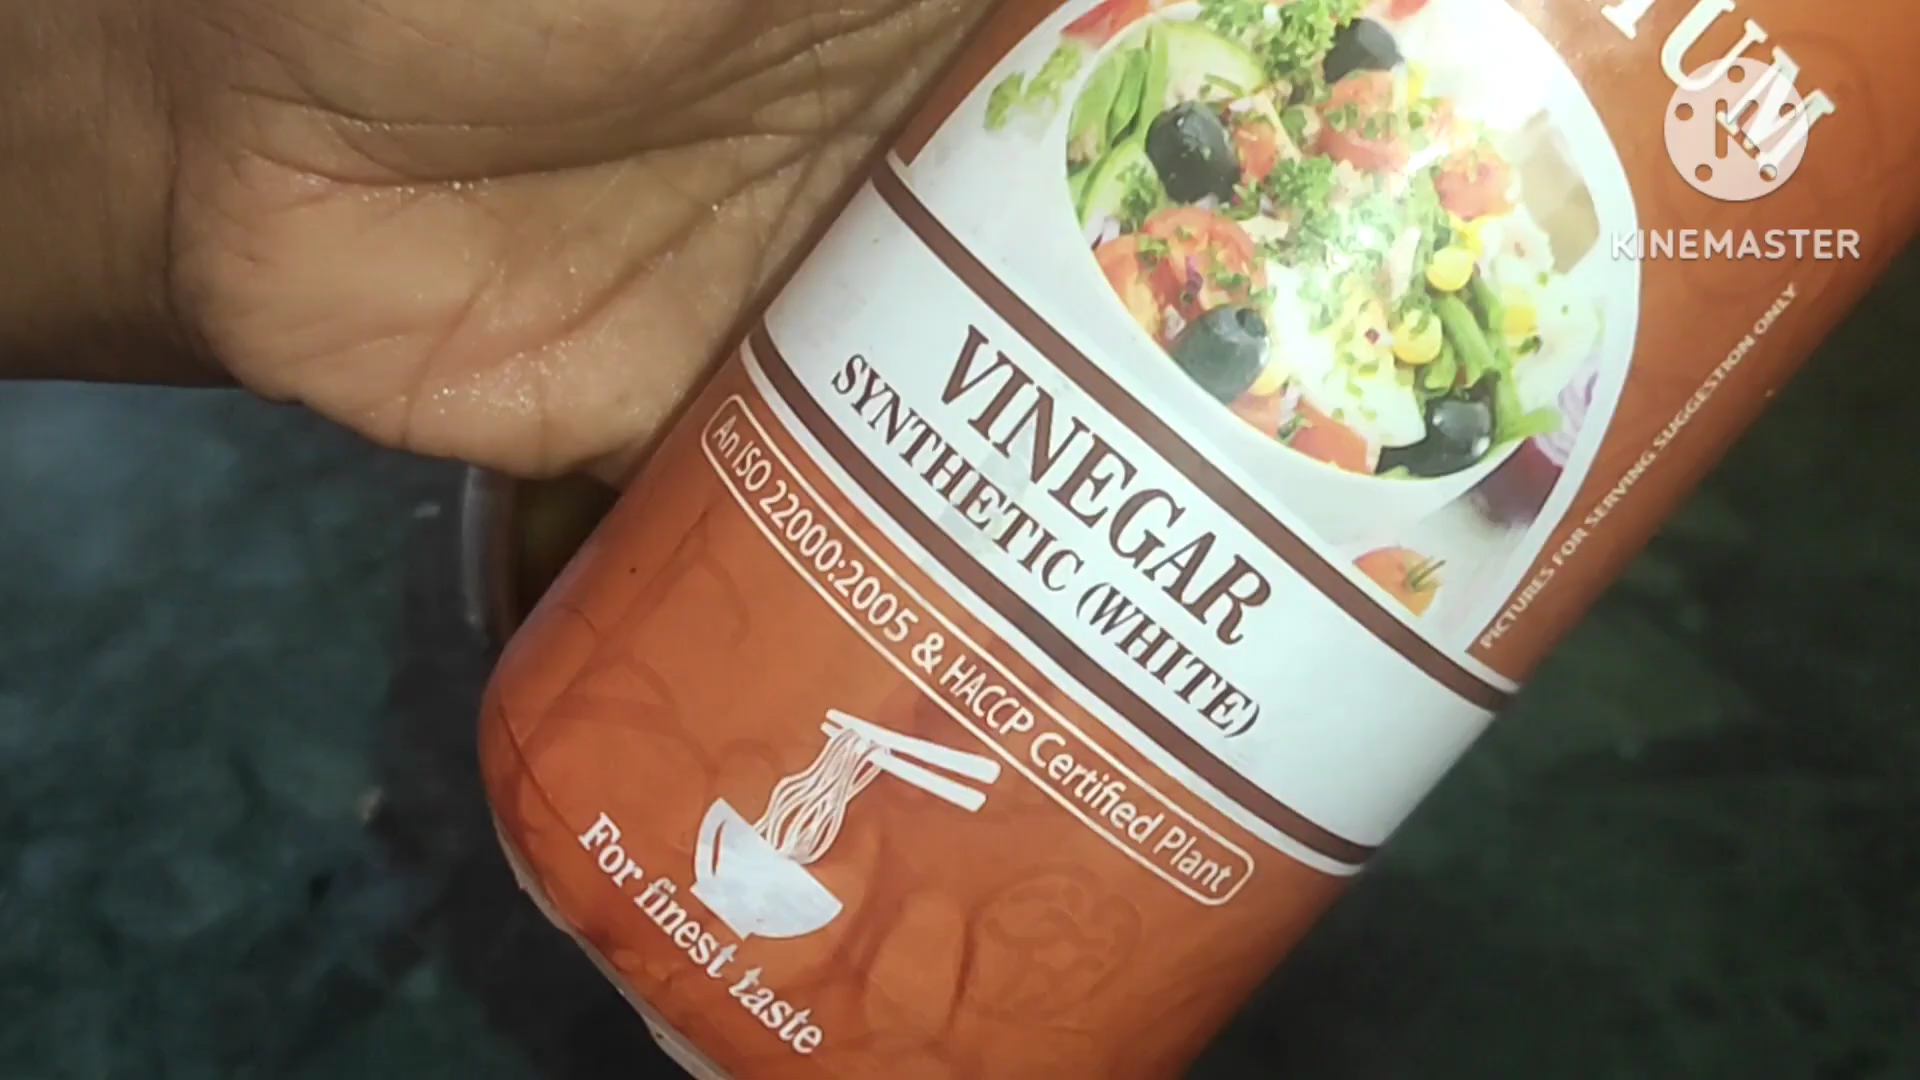 KINEMASTER
PICTURES FOR SERVING SUGGESTION ONLY
VINEGAR
SYNTHETIC (WHITE)
An ISO 22000:2005 & HACCP Certified Plant
For finest taste